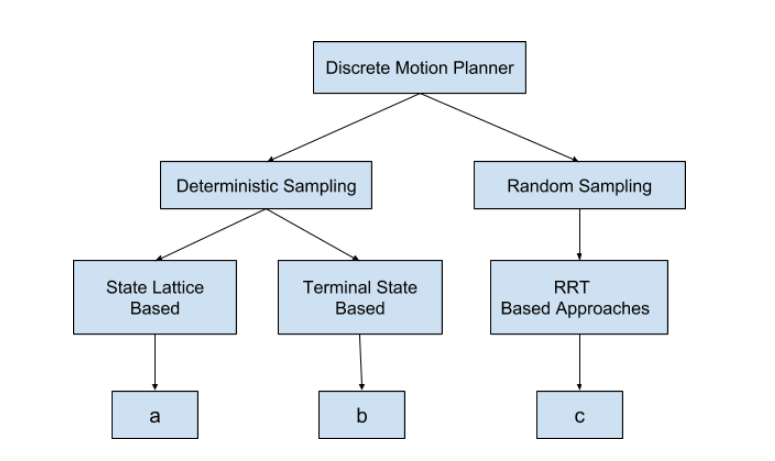 Discrete Motion Planner
Deterministic Sampling
Random Sampling
State Lattice
Based
Terminal State
Based
RRT
Based Approaches
a
b
c